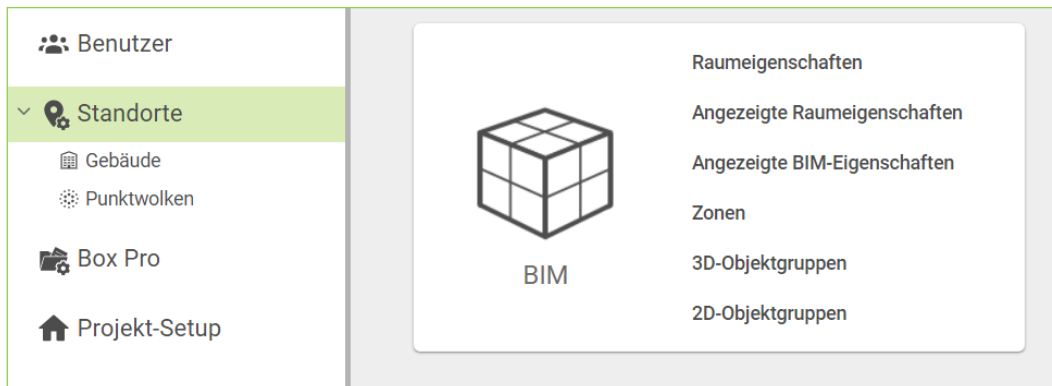 Benutzer
Standorte
Gebäude
Punktwolken
Box Pro
Projekt-Setup
BIM
Raumeigenschaften
Angezeigte Raumeigenschaften
Angezeigte BIM-Eigenschaften
Zonen
3D-Objektgruppen
2D-Objektgruppen